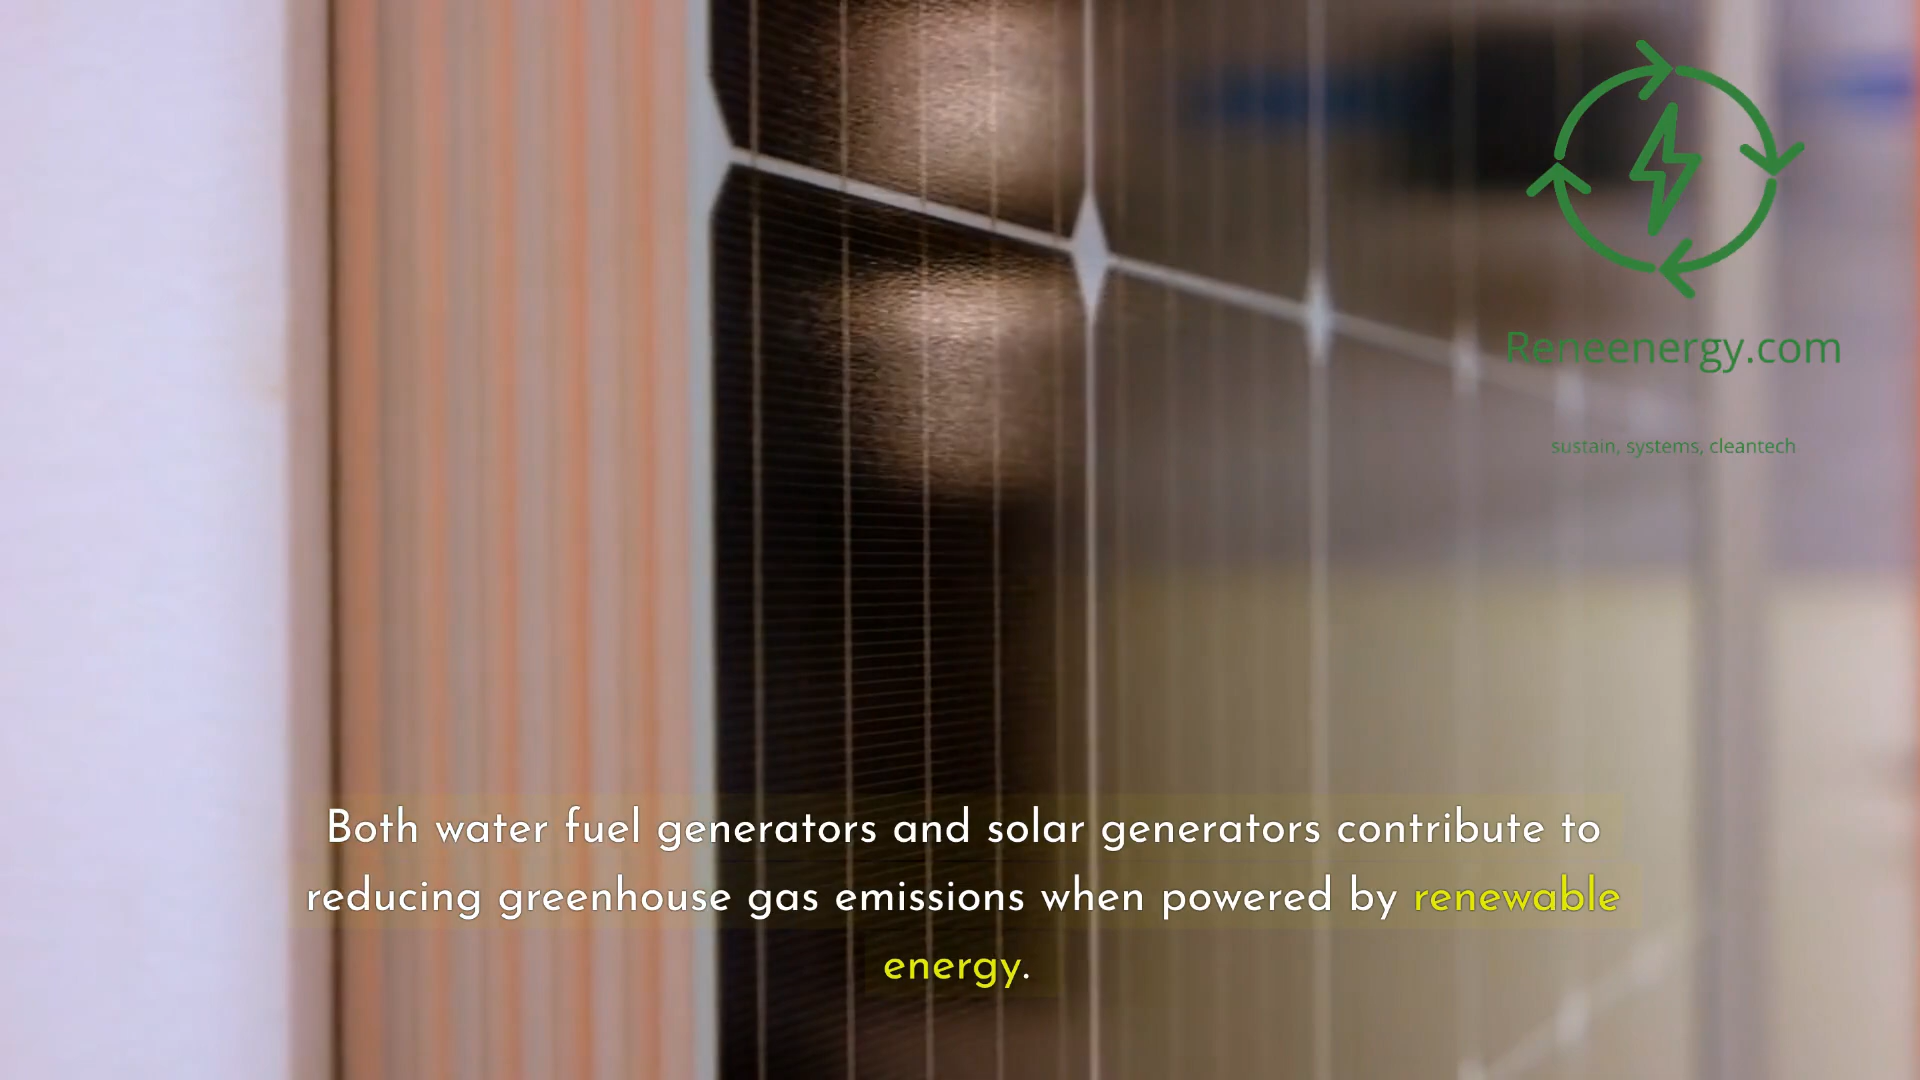 Reneenergy.com
sustain, systems, cleantech
Both water fuel generators and solar generators contribute to
reducing greenhouse gas emissions when powered by renewable
energy.